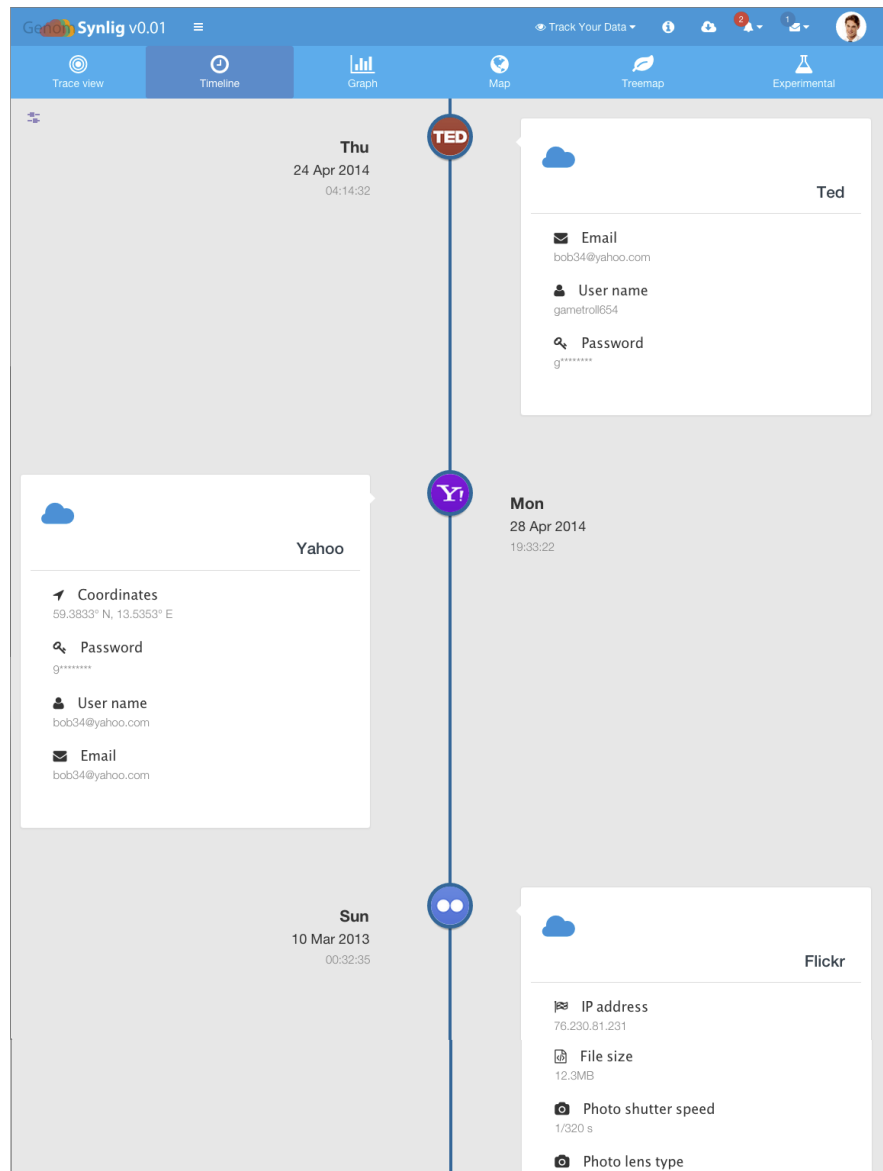 Genom Synlig v0.01
Track Your Data
2
1
Trace view
Timeline
Graph
Map
Treemap
Experimental
TED
Thu
24 Apr 2014
04:14:32
Ted
Email
bob34@yahoo.com
User name
gametroll654
Password
g********
Y!
Mon
28 Apr 2014
19:33:22
Yahoo
Coordinates
59.3833° N, 13.5353° E
Password
g********
User name
bob34@yahoo.com
Email
bob34@yahoo.com
Sun
10 Mar 2013
00:32:35
Flickr
IP address
76.230.81.231
File size
12.3MB
Photo shutter speed
1/320 s
Photo lens type